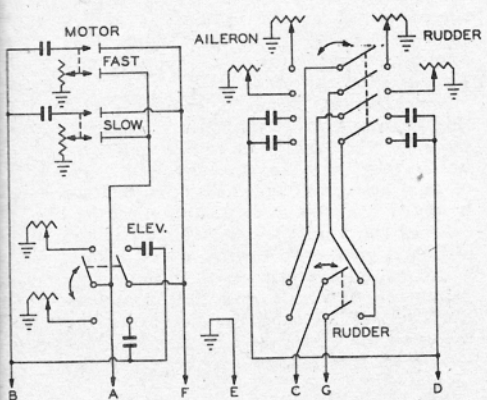 MOTOR
FAST
SLOW
ELEV.
AILERON
RUDDER
RUDDER
B A F E C G D